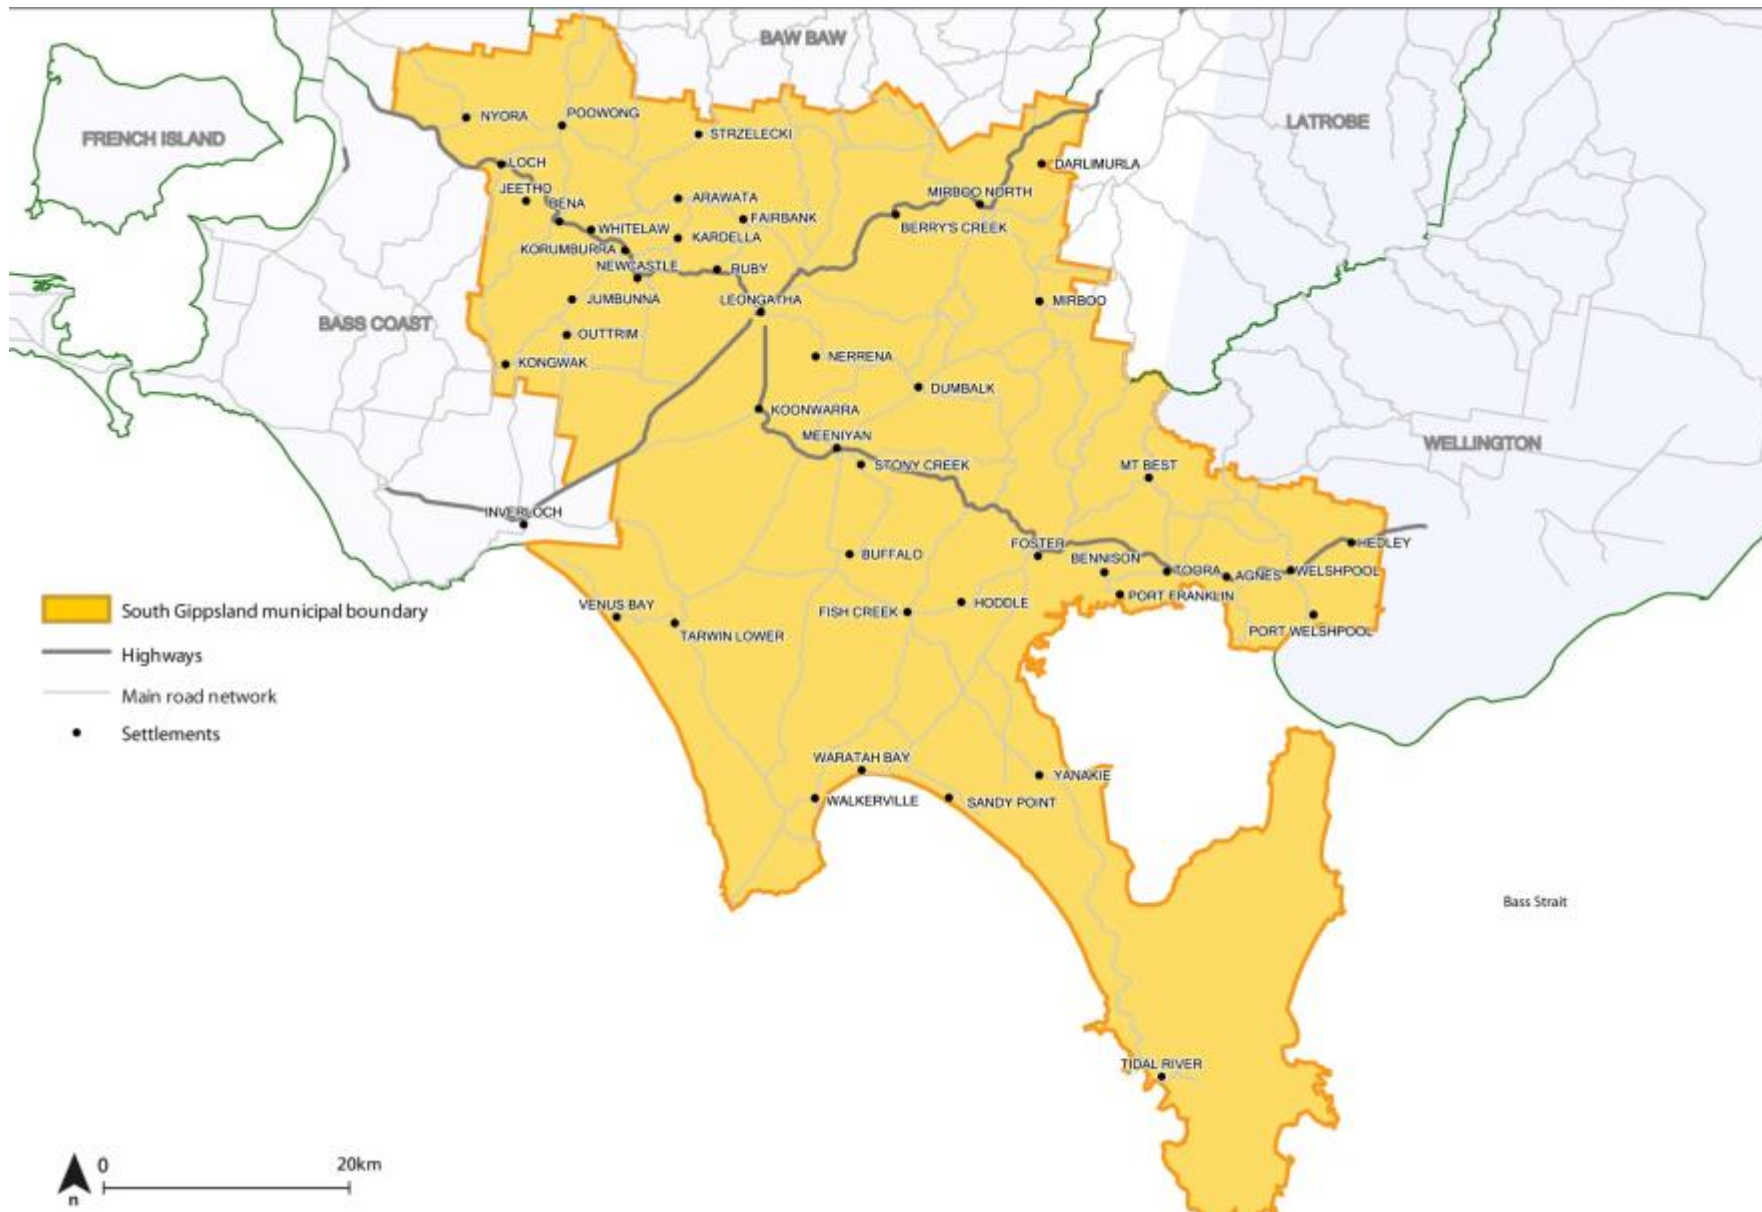 BAW BAW
NYORA
POOWONG
STRZELECKI
LATROBE
FRENCH ISLAND
LOCH
DARLIMURLA
JEETHO
BENA
ARAWATA
MIRBOO NORTH
WHITELAW
FAIRBANK
BERRY'S CREEK
KARDELLA
KORUMBURRA
NEWCASTLE
RUBY
JUMBUNNA
LEONGATHA
MIRBOO
BASS COAST
OUTTRIM
KONGWAK
NERRENA
DUMBALK
KOONWARRA
MEENIYAN
WELLINGTON
STONY CREEK
MT BEST
INVERLOCH
BUFFALO
FOSTER
BENNISON
HEDLEY
TOORA
AGNES
WELSHPOOL
PORT FRANKLIN
VENUS BAY
TARWIN LOWER
FISH CREEK
HODDLE
PORT WELSHPOOL
South Gippsland municipal boundary
Highways
Main road network
Settlements
WARATAH BAY
WALKERVILLE
SANDY POINT
YANAKIE
Bass Strait
TIDAL RIVER
0 20km
n